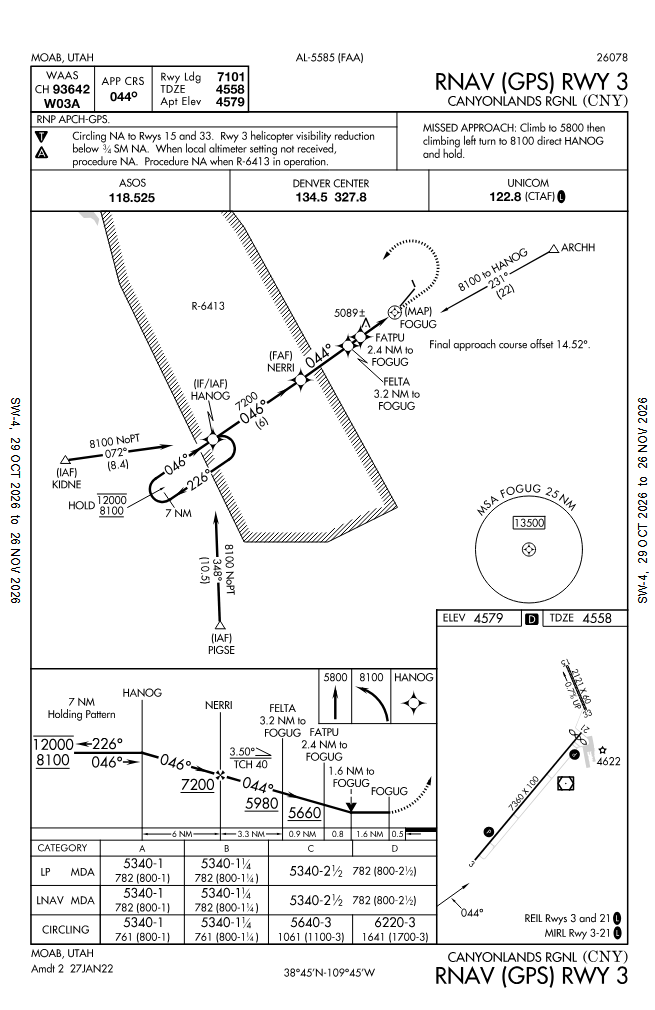 MOAB, UTAH
AL-5585 (FAA)
26078
WAAS
CH 93642
W03A
APP CRS
044°
Rwy Ldg 7101
TDZE 4558
Apt Elev 4579
RNAV (GPS) RWY 3
CANYONLANDS RGNL (CNY)
RNP APCH-GPS.
T
A
Circling NA to Rwys 15 and 33. Rwy 3 helicopter visibility reduction
below ¾ SM NA. When local altimeter setting not received,
procedure NA. Procedure NA when R-6413 in operation.
MISSED APPROACH: Climb to 5800 then
climbing left turn to 8100 direct HANOG
and hold.
ASOS
118.525
DENVER CENTER
134.5 327.8
UNICOM
122.8 (CTAF) L
R-6413
ARCHH
8100 to HANOG
231°
(22)
5089±
(MAP)
FOGUG
FATPU
2.4 NM to
FOGUG
Final approach course offset 14.52°.
(FAF)
NERRI
044°
FELTA
3.2 NM to
FOGUG
(IF/IAF)
HANOG
7200
046°
(6)
8100 NoPT
072°
(8.4)
(IAF)
KIDNE
046°
226°
HOLD 12000
8100
7 NM
8100 NoPT
348°
(10.5)
(IAF)
PIGSE
MSA FOGUG 25 NM
13500
SW-4, 29 OCT 2026 to 26 NOV 2026
SW-4, 29 OCT 2026 to 26 NOV 2026
ELEV 4579
D
TDZE 4558
2121 X 60
0.7% UP
15
33
21
4622
7360 X 100
3
044°
REIL Rwys 3 and 21 L
MIRL Rwy 3-21 L
5800
8100
HANOG
7 NM
Holding Pattern
HANOG
NERRI
FELTA
3.2 NM to
FOGUG
FATPU
2.4 NM to
FOGUG
1.6 NM to
FOGUG
FOGUG
12000
8100
226°
046°
046°
7200
3.50°
TCH 40
044°
5980
5660
6 NM
3.3 NM
0.9 NM
0.8
1.6 NM
0.5
CATEGORY A B C D
LP MDA 5340-1 782 (800-1) 5340-1¼ 782 (800-1¼) 5340-2½ 782 (800-2½)
LNAV MDA 5340-1 782 (800-1) 5340-1¼ 782 (800-1¼) 5340-2½ 782 (800-2½)
CIRCLING 5340-1 761 (800-1) 5340-1¼ 761 (800-1¼) 5640-3 1061 (1100-3) 6220-3 1641 (1700-3)
MOAB, UTAH
Amdt 2 27JAN22
38°45'N-109°45'W
CANYONLANDS RGNL (CNY)
RNAV (GPS) RWY 3